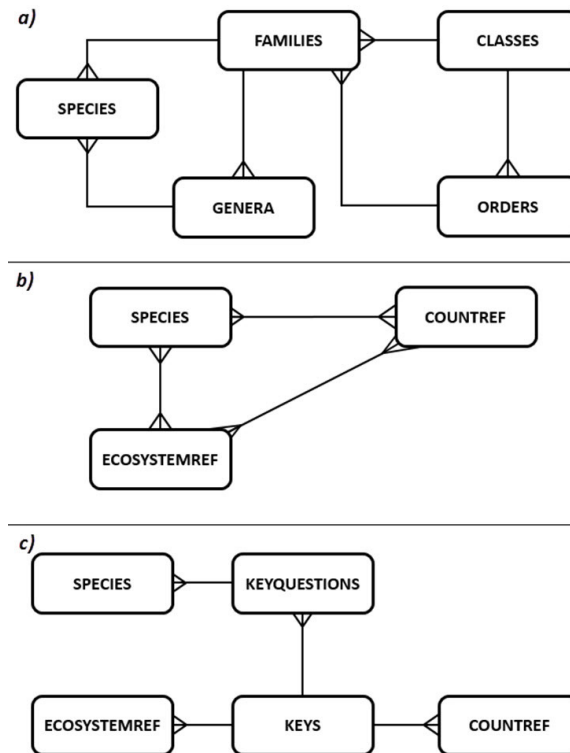 a)
FAMILIES
CLASSES
SPECIES
GENERA
ORDERS
b)
SPECIES
COUNTREF
ECOSYSTEMREF
c)
SPECIES
KEYQUESTIONS
ECOSYSTEMREF
KEYS
COUNTREF